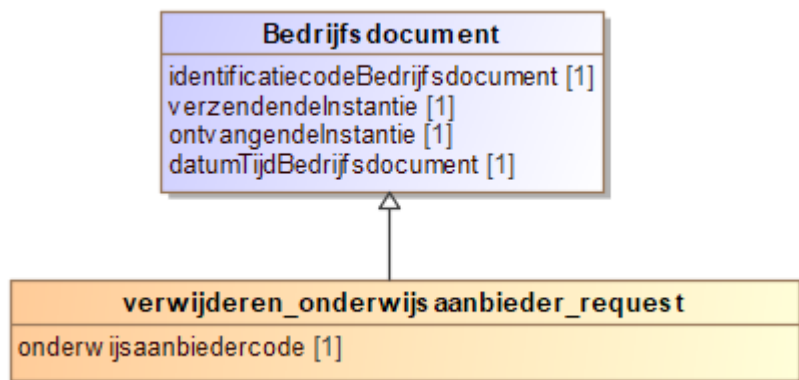 Bedrijfsdocument
identificatiecodeBedrijfsdocument [1]
verzendendeInstantie [1]
ontvangendeInstantie [1]
datumTijdBedrijfsdocument [1]
verwijderen_onderwijsaanbieder_request
onderwijsaanbiedercode [1]